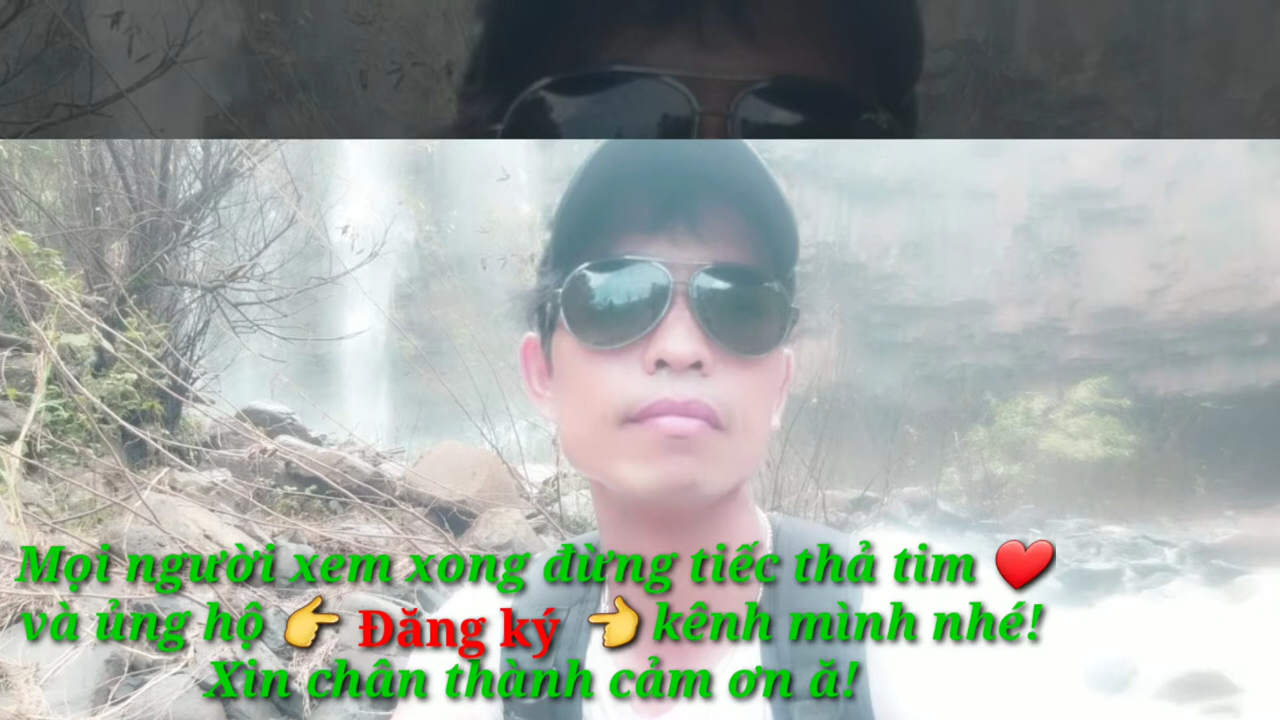 Mọi người xem xong đừng tiếc thả tim ❤️
và ủng hộ 👉 Đăng ký 👈 kênh mình nhé!
Xin chân thành cảm ơn ă!